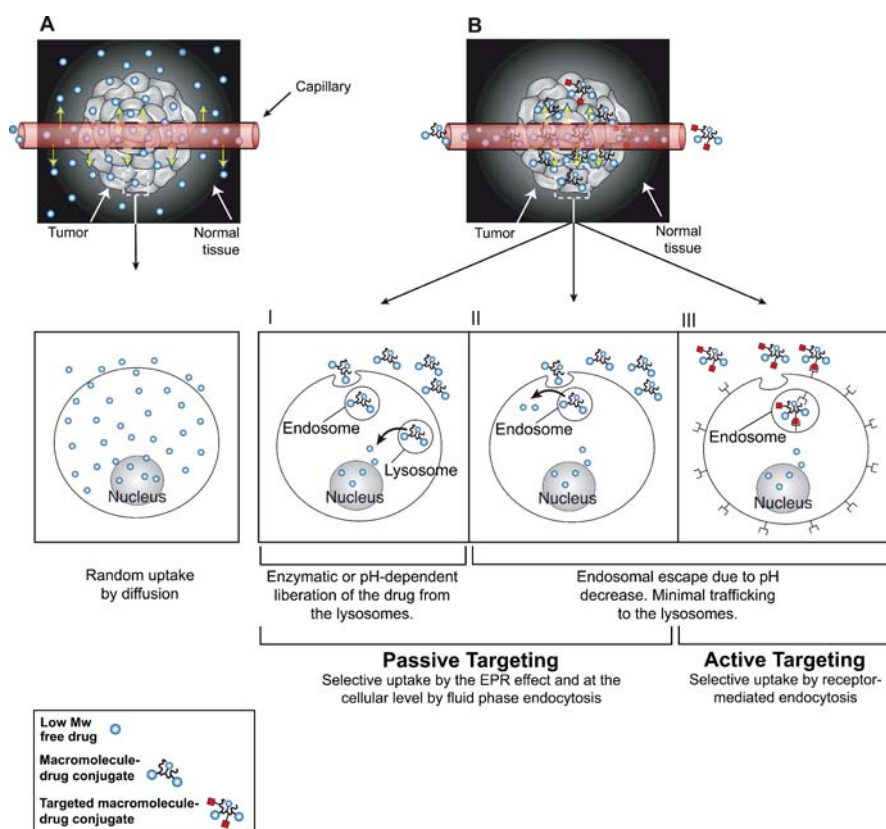 A
B
Capillary
Tumor
Normal
tissue
Tumor
Normal
tissue
I
II
III
Endosome
Lysosome
Nucleus
Endosome
Nucleus
Endosome
Nucleus
Nucleus
Random uptake
by diffusion
Enzymatic or pH-dependent
liberation of the drug from
the lysosomes.
Endosomal escape due to pH
decrease. Minimal trafficking
to the lysosomes.
Passive Targeting
Selective uptake by the EPR effect and at
the cellular level by fluid phase endocytosis
Active Targeting
Selective uptake by receptor-
mediated endocytosis
Low Mw
free drug
Macromolecule-
drug conjugate
Targeted macromolecule-
drug conjugate